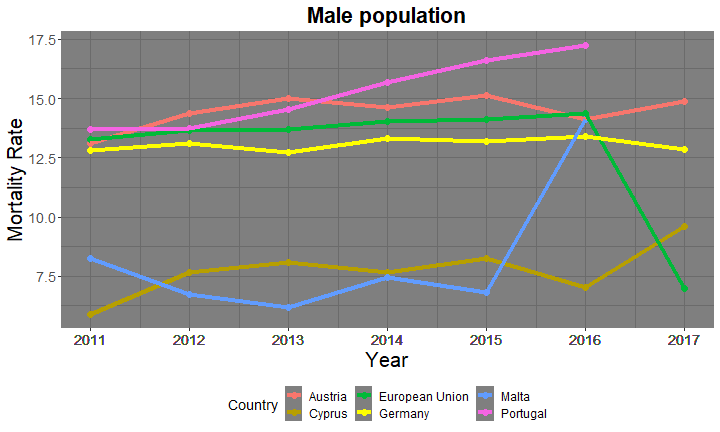 Male population
17.5
15.0
12.5
10.0
7.5
Mortality Rate
2011 2012 2013 2014 2015 2016 2017
Year
Country
Austria European Union Malta
Cyprus Germany Portugal